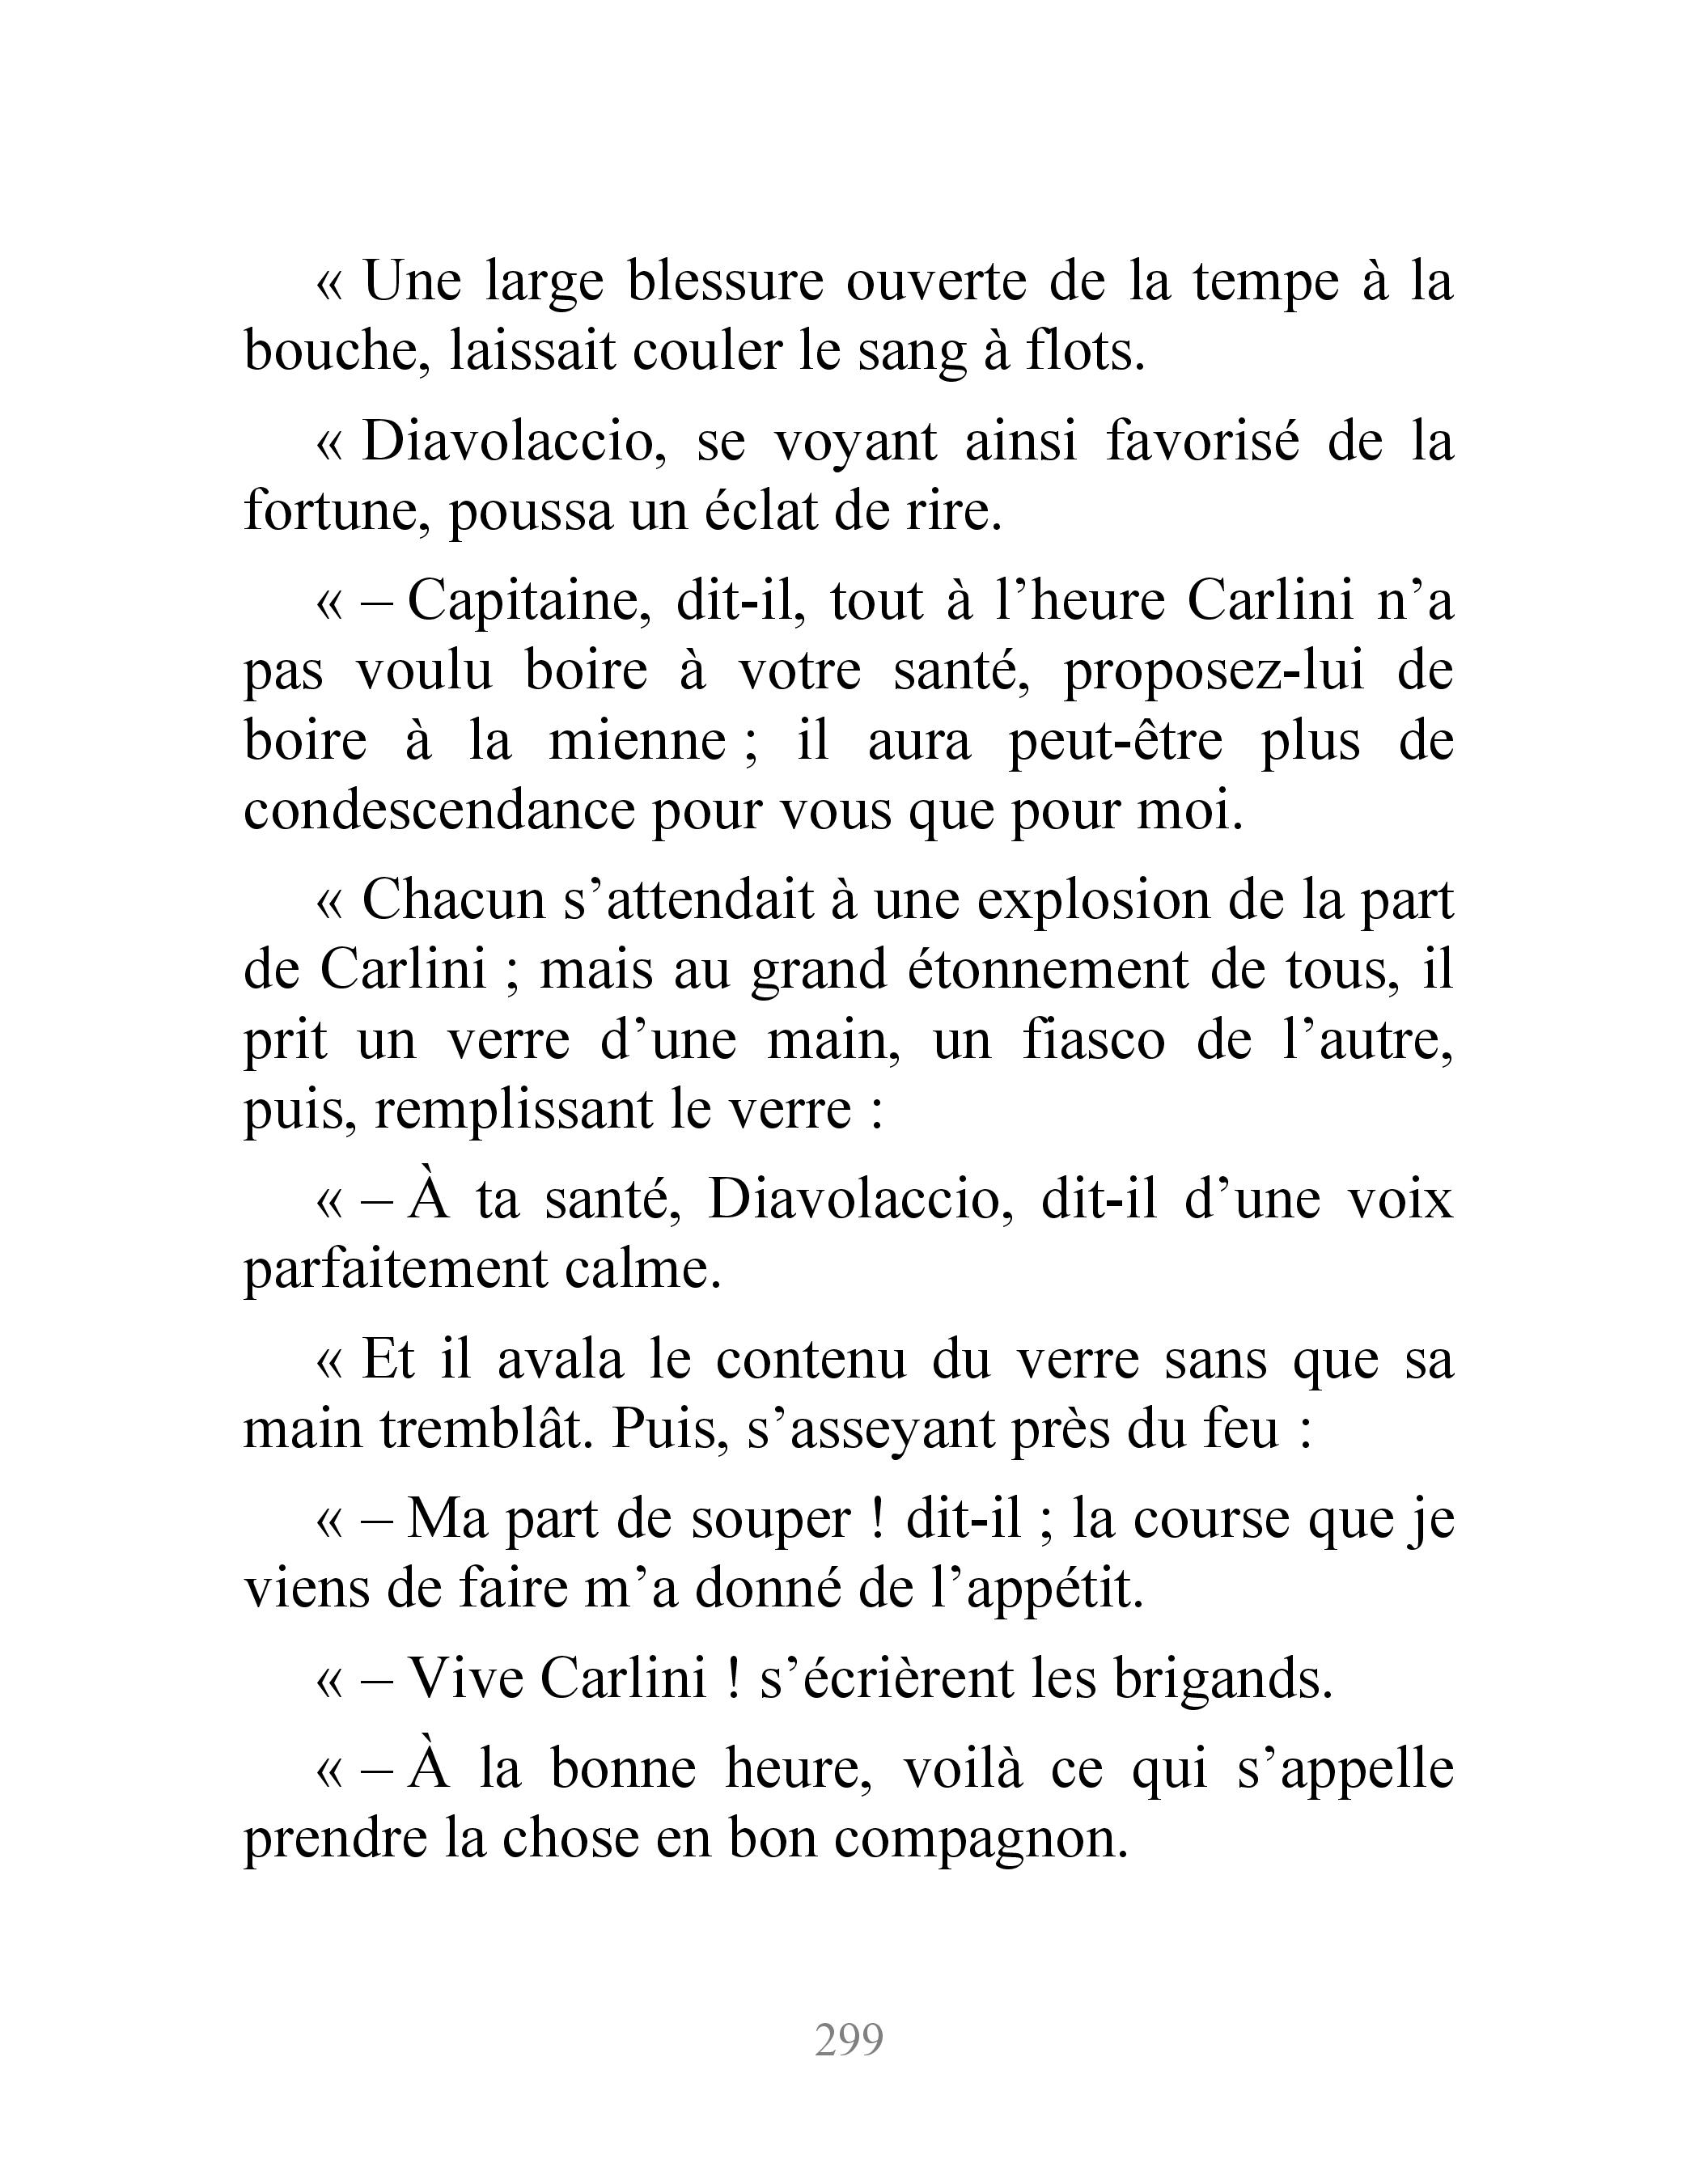 « Une large blessure ouverte de la tempe à la
bouche, laissait couler le sang à flots.
« Diavolaccio, se voyant ainsi favorisé de la
fortune, poussa un éclat de rire.
« – Capitaine, dit-il, tout à l’heure Carlini n’a
pas voulu boire à votre santé, proposez-lui de
boire à la mienne ; il aura peut-être plus de
condescendance pour vous que pour moi.
« Chacun s’attendait à une explosion de la part
de Carlini ; mais au grand étonnement de tous, il
prit un verre d’une main, un fiasco de l’autre,
puis, remplissant le verre :
« – À ta santé, Diavolaccio, dit-il d’une voix
parfaitement calme.
« Et il avala le contenu du verre sans que sa
main tremblât. Puis, s’asseyant près du feu :
« – Ma part de souper ! dit-il ; la course que je
viens de faire m’a donné de l’appétit.
« – Vive Carlini ! s’écrièrent les brigands.
« – À la bonne heure, voilà ce qui s’appelle
prendre la chose en bon compagnon.
299